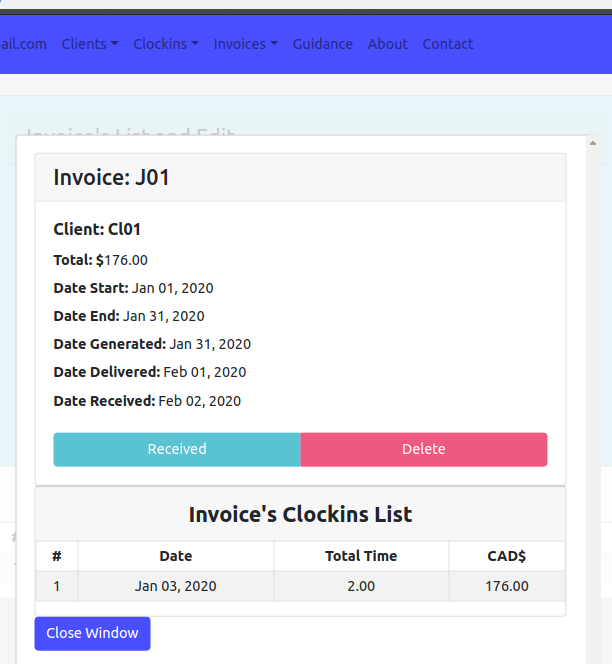 ail.com Clients Clockins Invoices Guidance About Contact
Invoice's List and Edit
Invoice: J01
Client: Cl01
Total: $176.00
Date Start: Jan 01, 2020
Date End: Jan 31, 2020
Date Generated: Jan 31, 2020
Date Delivered: Feb 01, 2020
Date Received: Feb 02, 2020
Received Delete
Invoice's Clockins List
# Date Total Time CAD$
1 Jan 03, 2020 2.00 176.00
Close Window